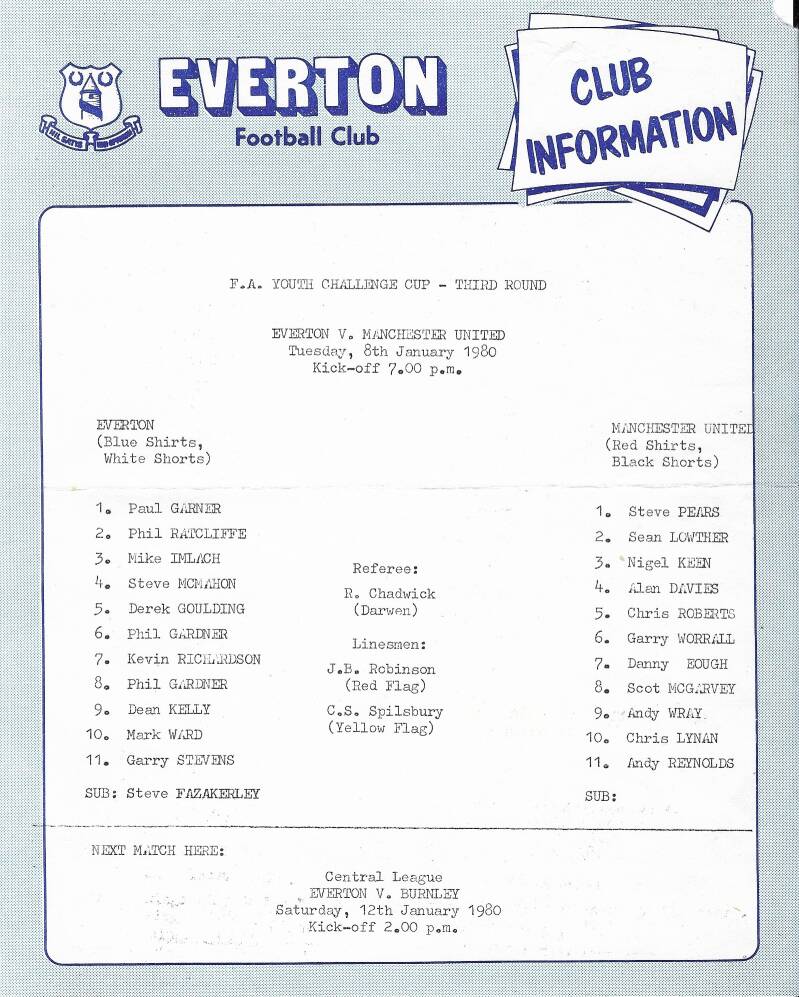 EVERTON
Football Club
CLUB
INFORMATION
NIL SATIS NISI OPTIMUM
F.A. YOUTH CHALLENGE CUP - THIRD ROUND
EVERTON V. MANCHESTER UNITED
Tuesday, 8th January 1980
Kick-off 7.00 p.m.
EVERTON
(Blue Shirts,
White Shorts)
1. Paul GARNER
2. Phil RATCLIFFE
3. Mike IMLACH
4. Steve MCMAHON
5. Derek GOULDING
6. Phil GARDNER
7. Kevin RICHARDSON
8. Phil GARDNER
9. Dean KELLY
10. Mark WARD
11. Garry STEVENS
SUB: Steve FAZAKERLEY
Referee:
R. Chadwick
(Darwen)
Linesmen:
J.B. Robinson
(Red Flag)
C.S. Spilsbury
(Yellow Flag)
MANCHESTER UNITED
(Red Shirts,
Black Shorts)
1. Steve PEARS
2. Sean LOWTHER
3. Nigel KEEN
4. Alan DAVIES
5. Chris ROBERTS
6. Garry WORRALL
7. Danny EOUGH
8. Scot MCGARVEY
9. Andy WRAY
10. Chris LYNAN
11. Andy REYNOLDS
SUB:
NEXT MATCH HERE:
Central League
EVERTON V. BURNLEY
Saturday, 12th January 1980
Kick-off 2.00 p.m.